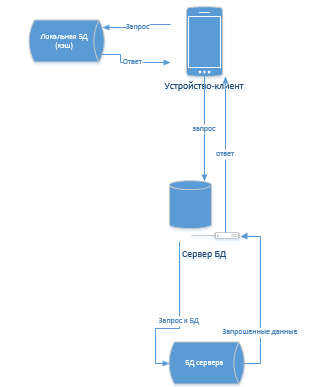 Запрос
Локальная БД
(кэш)
Ответ
Устройство-клиент
запрос
ответ
Сервер БД
Запрос к БД
Запрошенные данные
БД сервера